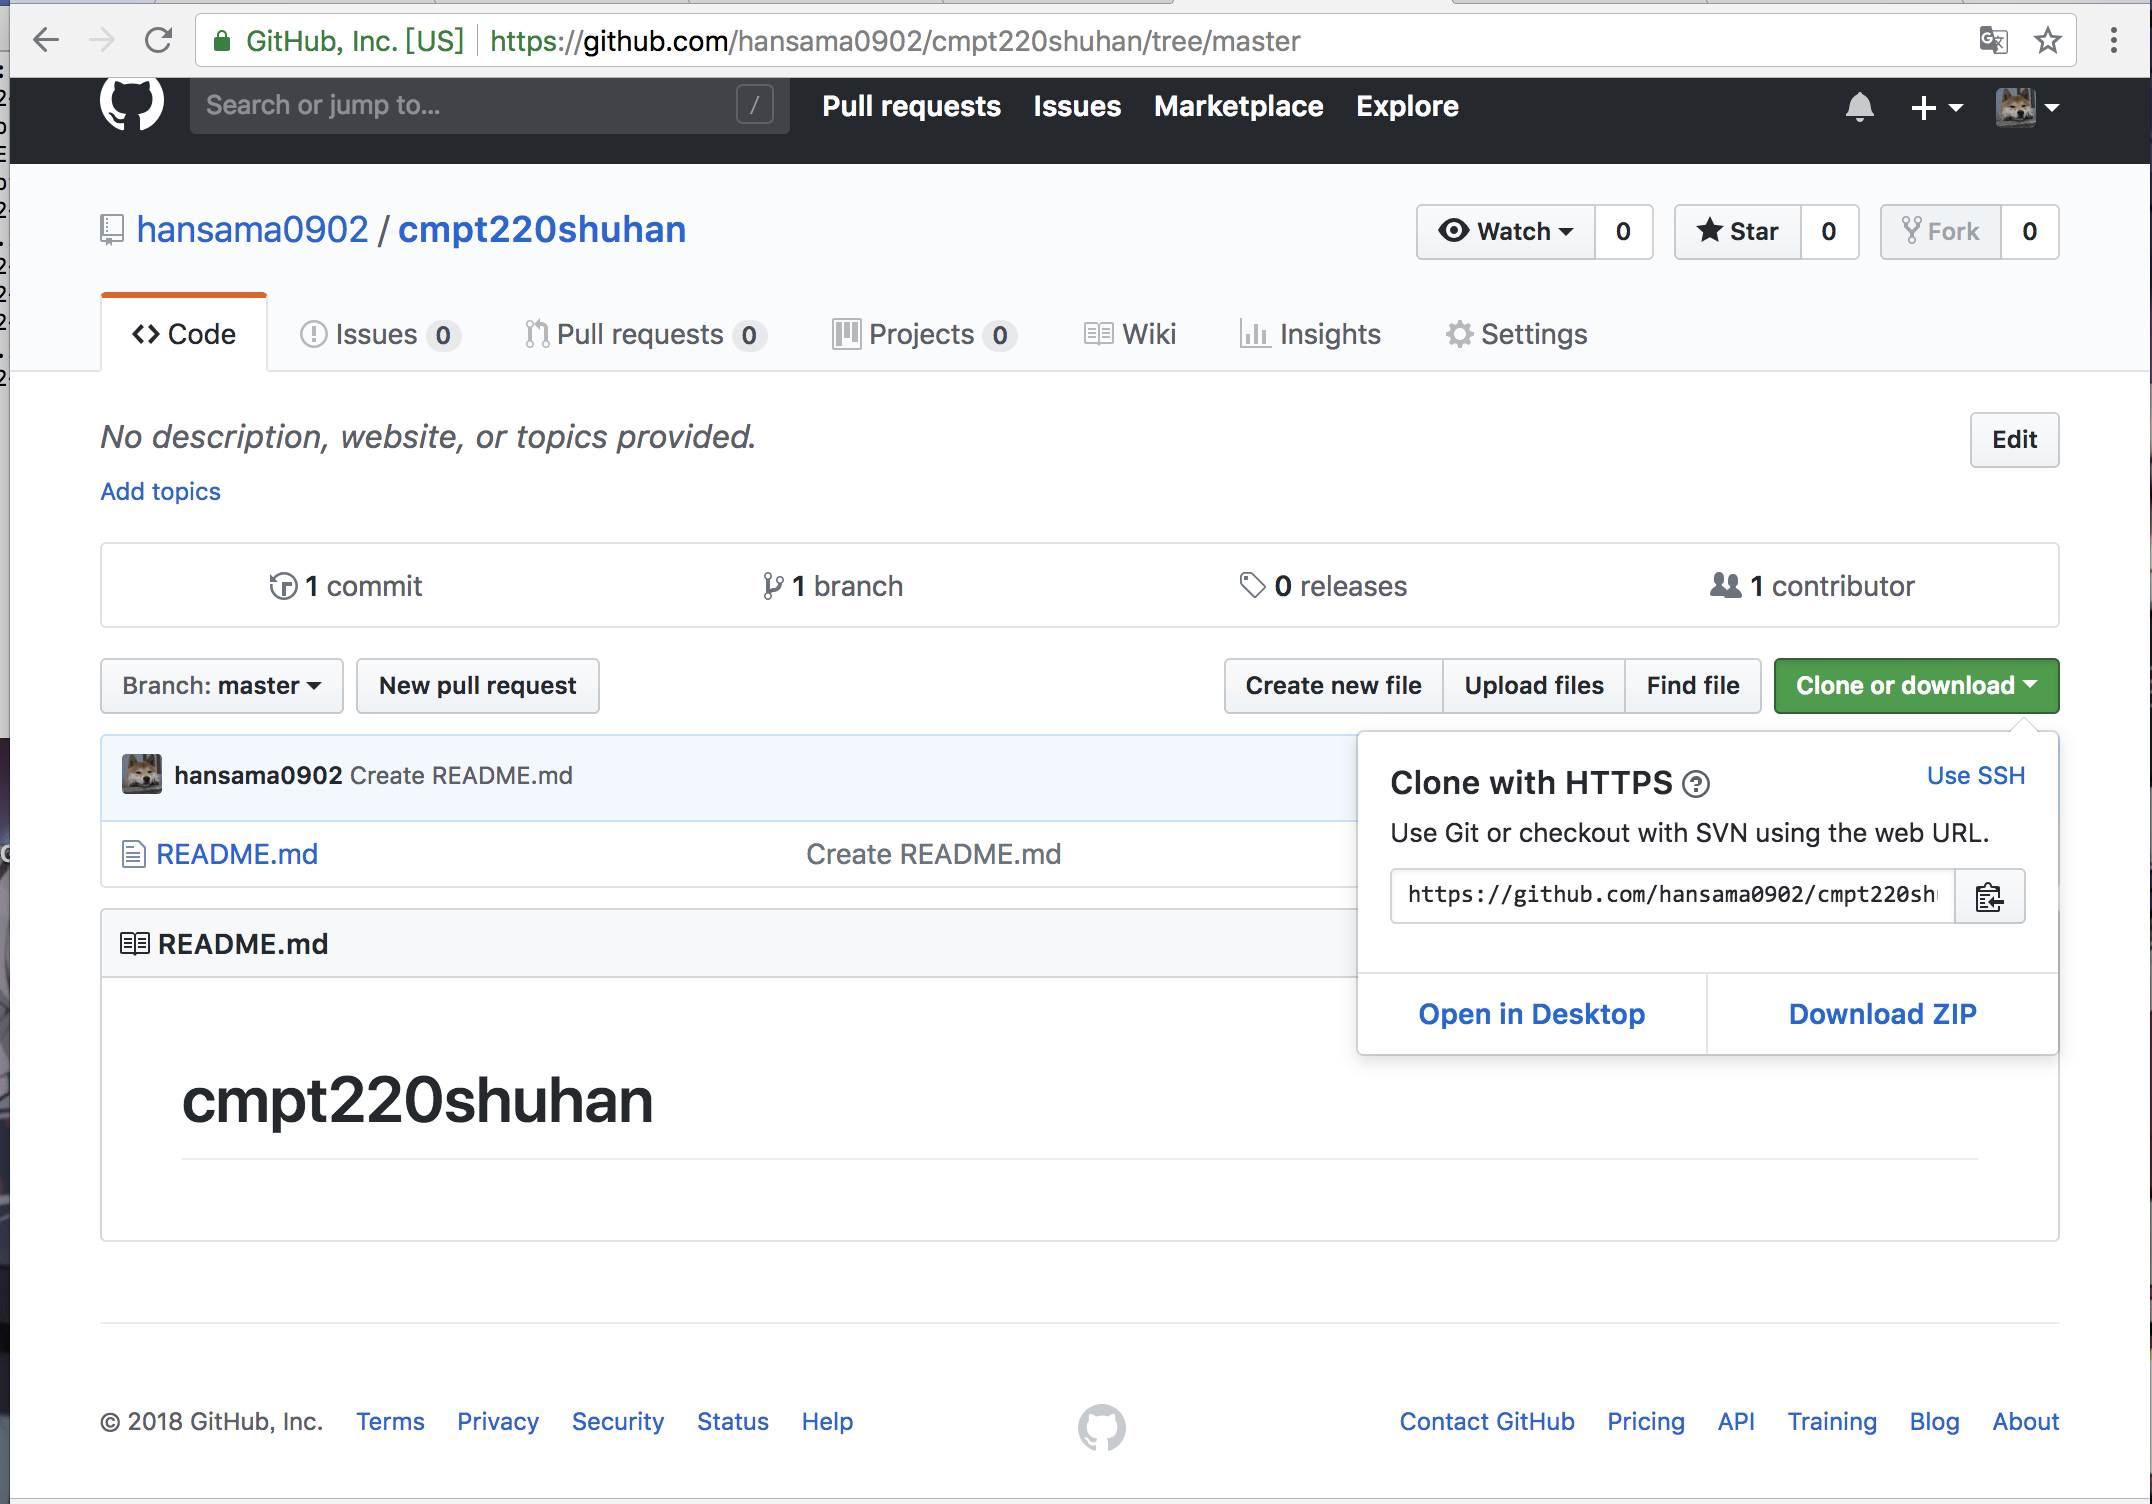 GitHub, Inc. [US] https://github.com/hansama0902/cmpt220shuhan/tree/master
Search or jump to... / Pull requests Issues Marketplace Explore
hansama0902 / cmpt220shuhan Watch 0 Star 0 Fork 0
Code Issues 0 Pull requests 0 Projects 0 Wiki Insights Settings
No description, website, or topics provided. Edit
Add topics
1 commit 1 branch 0 releases 1 contributor
Branch: master New pull request Create new file Upload files Find file Clone or download
hansama0902 Create README.md
README.md Create README.md
Clone with HTTPS Use SSH
Use Git or checkout with SVN using the web URL.
https://github.com/hansama0902/cmpt220sh
Open in Desktop Download ZIP
README.md
cmpt220shuhan
© 2018 GitHub, Inc. Terms Privacy Security Status Help Contact GitHub Pricing API Training Blog About